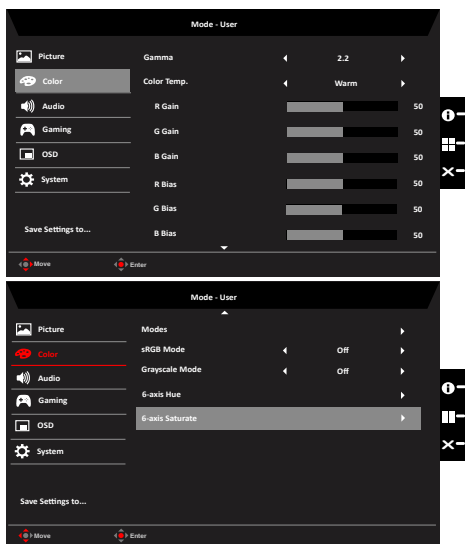 Mode - User
Picture
Gamma 2.2
Color
Color Temp. Warm
Audio
R Gain 50
Gaming
G Gain 50
OSD
B Gain 50
System
R Bias 50
G Bias 50
Save Settings to...
B Bias 50
Move Enter
Mode - User
Picture
Modes
Color
sRGB Mode Off
Audio
Grayscale Mode Off
Gaming
6-axis Hue
OSD
6-axis Saturate
System
Save Settings to...
Move Enter